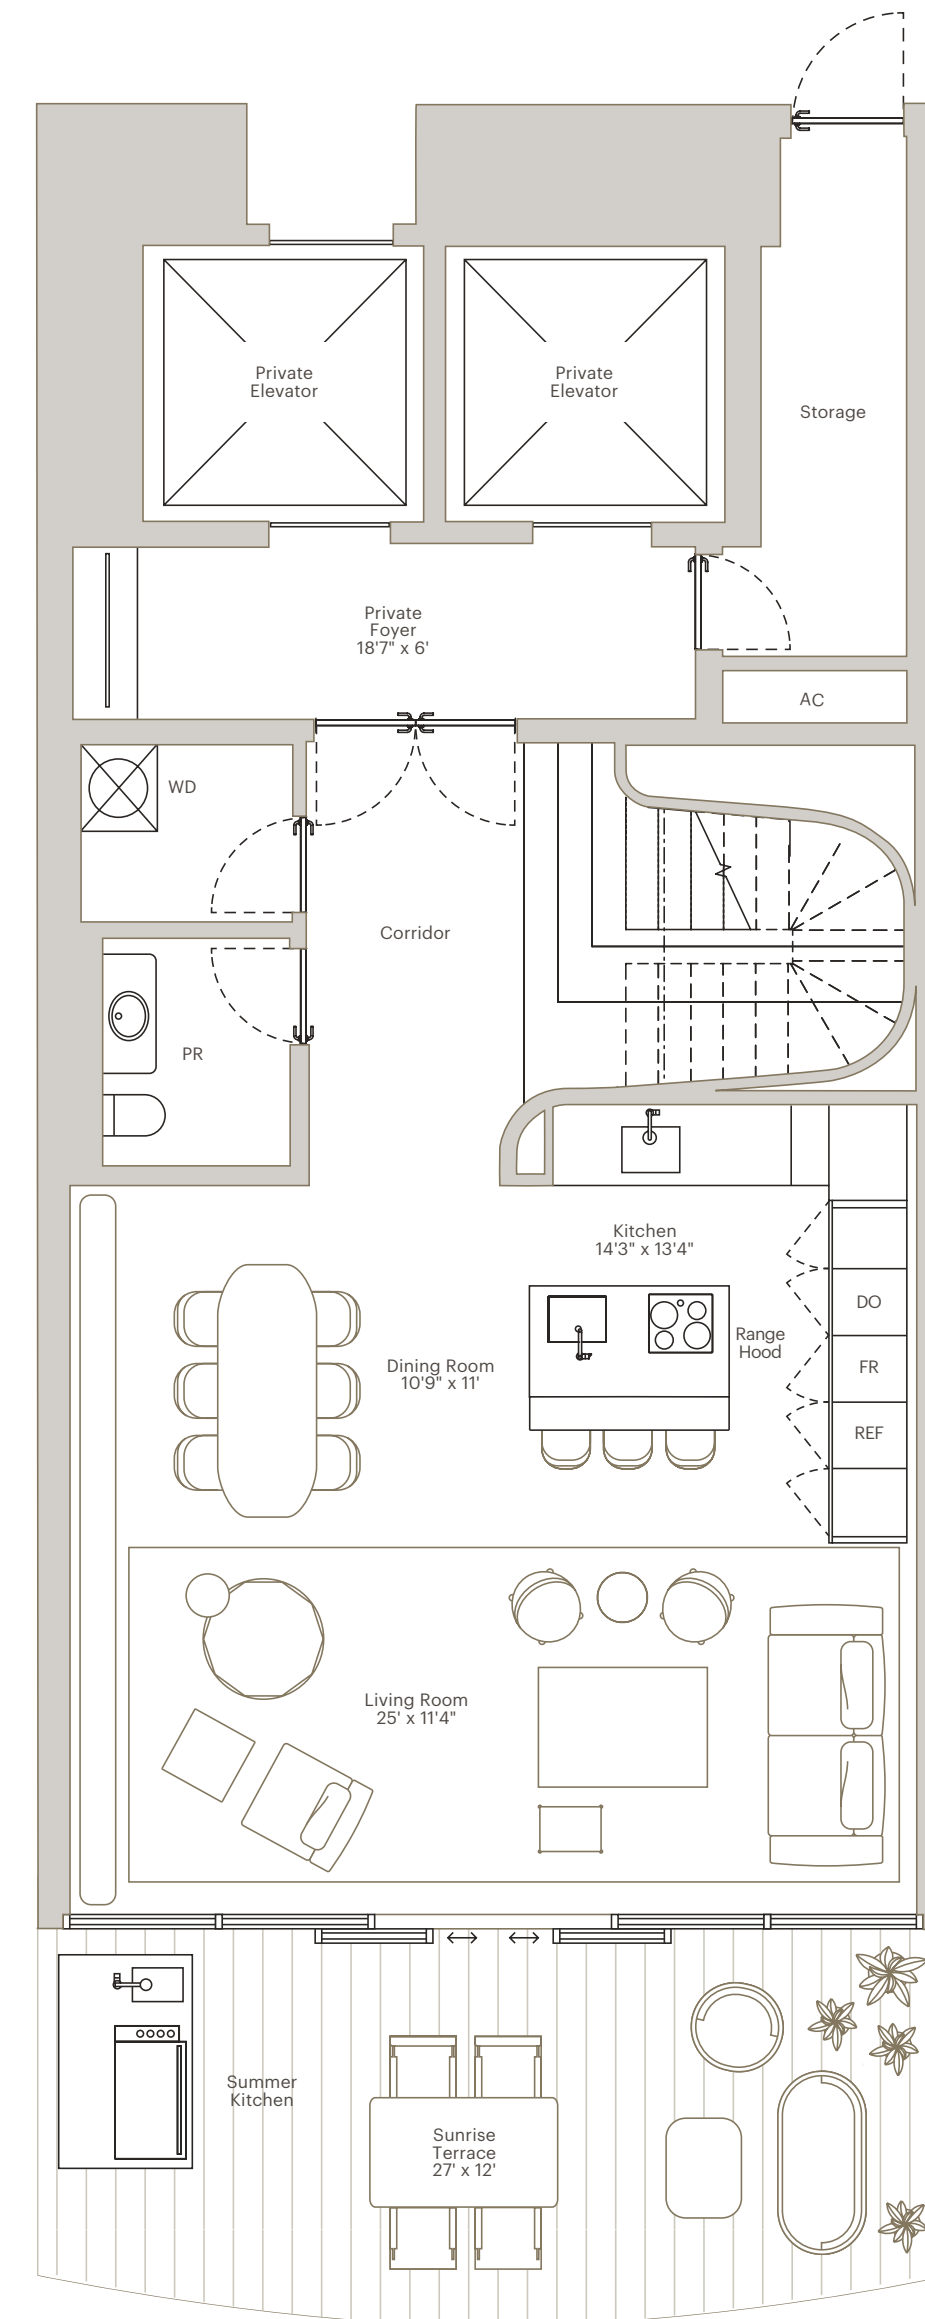 Private
Elevator
Private
Elevator
Storage
Private
Foyer
18'7" x 6'
AC
WD
Corridor
PR
Kitchen
14'3" x 13'4"
DO
Range
Hood
FR
Dining Room
10'9" x 11'
REF
Living Room
25' x 11'4"
Summer
Kitchen
Sunrise
Terrace
27' x 12'